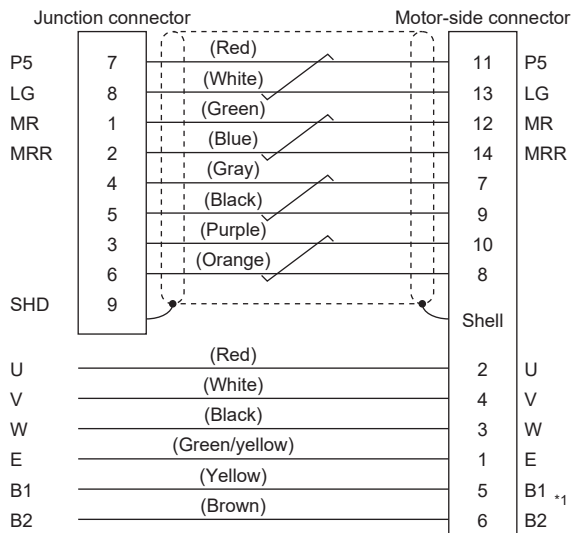 Junction connector Motor-side connector
P5 7 (Red) 11 P5
LG 8 (White) 13 LG
MR 1 (Green) 12 MR
MRR 2 (Blue) 14 MRR
4 (Gray) 7
5 (Black) 9
3 (Purple) 10
6 (Orange) 8
SHD 9
Shell
U (Red) 2 U
V (White) 4 V
W (Black) 3 W
E (Green/yellow) 1 E
B1 (Yellow) 5 B1 *1
B2 (Brown) 6 B2